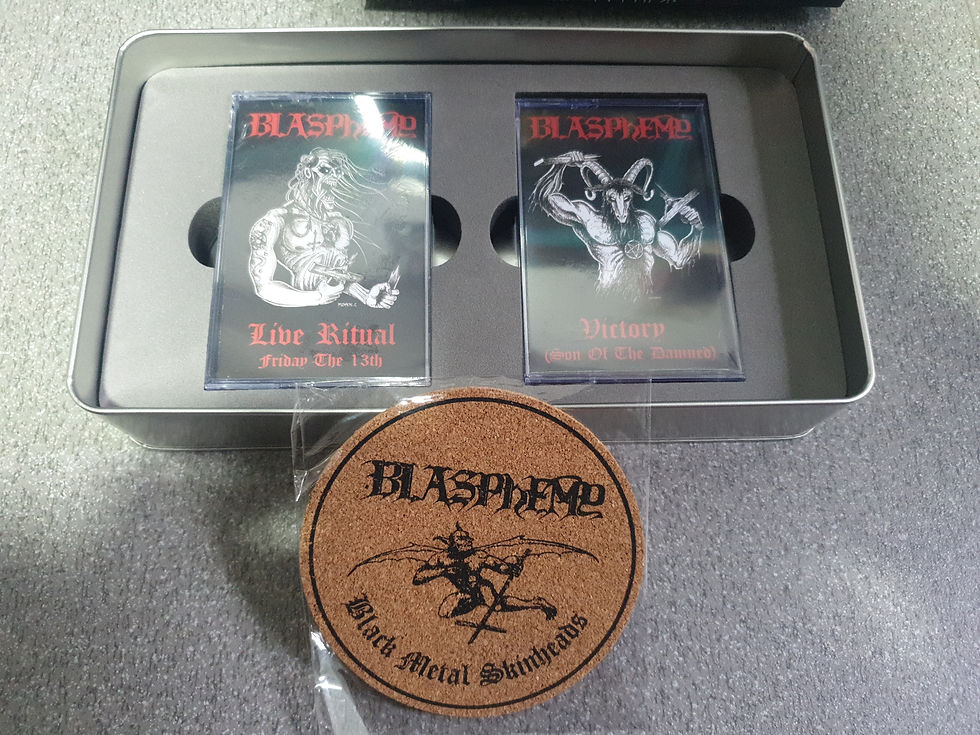 BLASPHEMY
Live Ritual
Friday The 13th
BLASPHEMY
Victory
(Son Of The Damned)
BLASPHEMY
Black Metal Skinheads